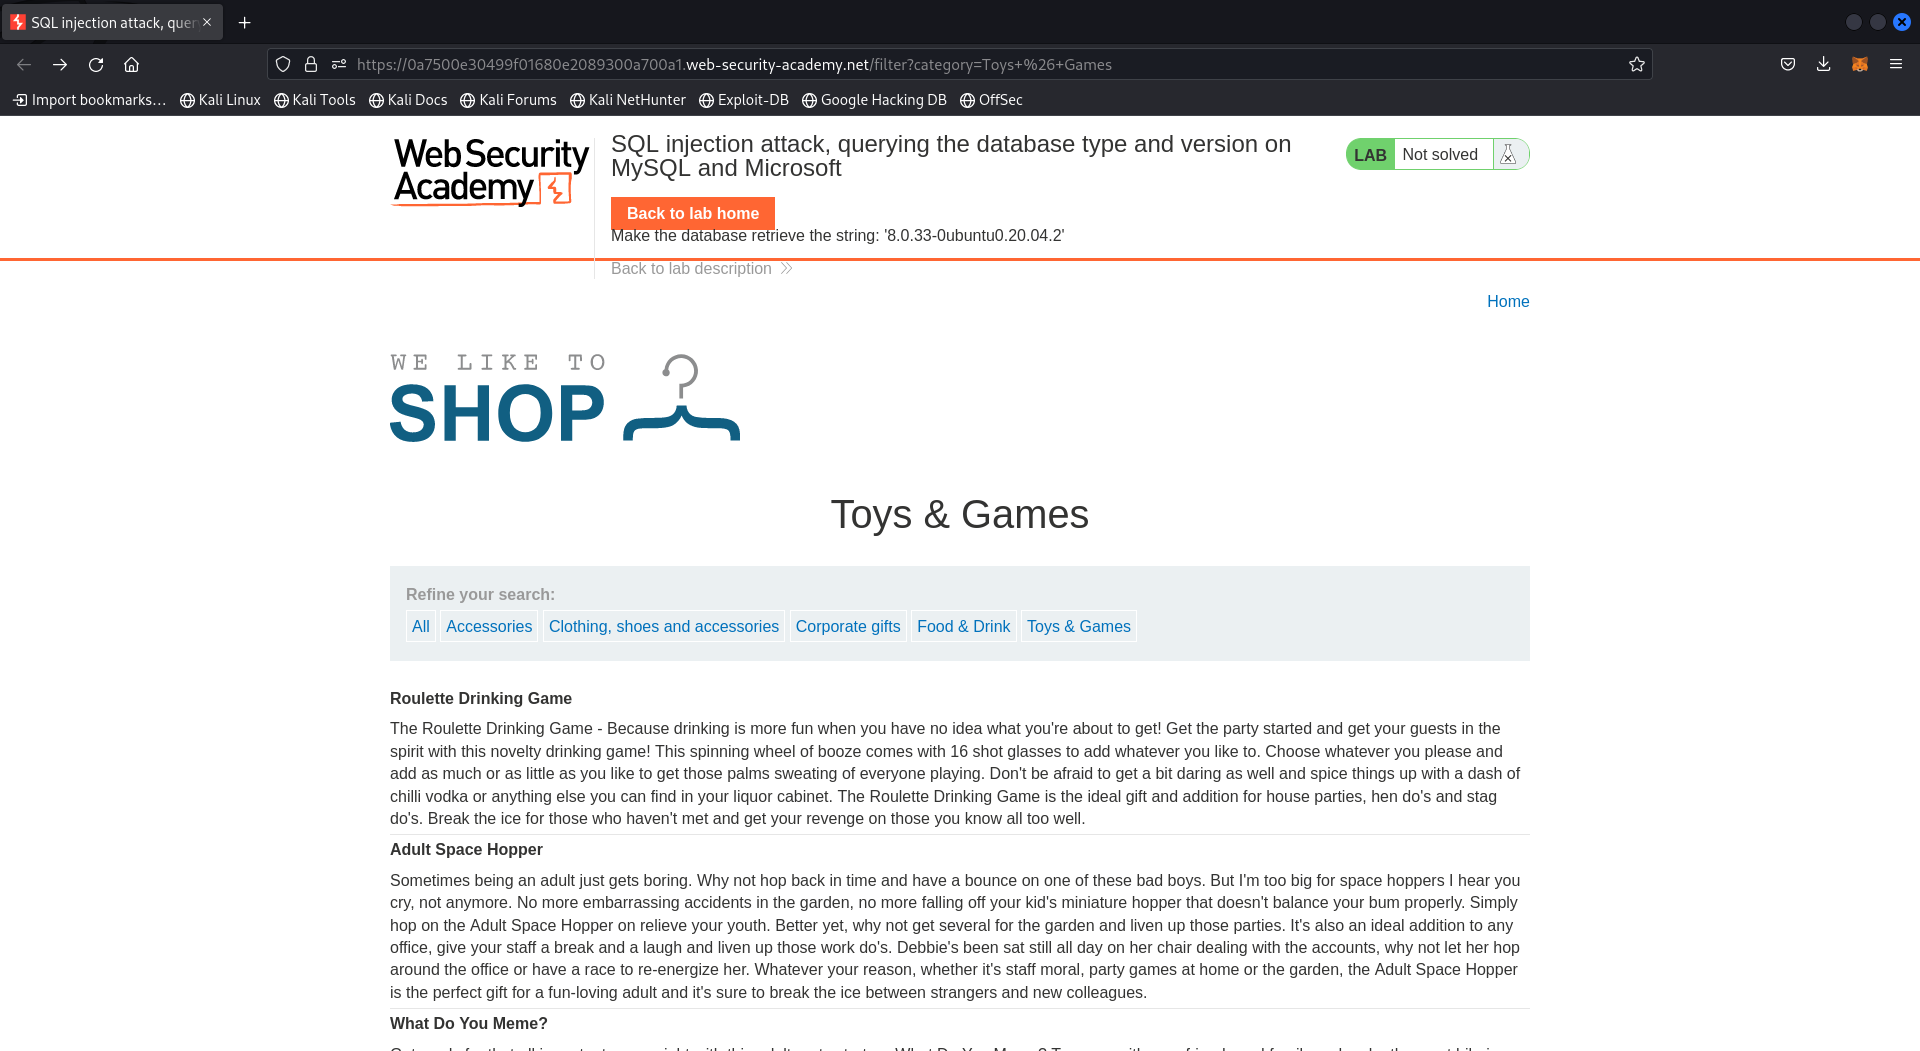 SQL injection attack, quer
https://0a7500e30499f01680e2089300a700a1.web-security-academy.net/filter?category=Toys+%26+Games
Import bookmarks... Kali Linux Kali Tools Kali Docs Kali Forums Kali NetHunter Exploit-DB Google Hacking DB OffSec
Web Security
Academy
SQL injection attack, querying the database type and version on
MySQL and Microsoft
LAB Not solved
Back to lab home
Make the database retrieve the string: '8.0.33-0ubuntu0.20.04.2'
Back to lab description
Home
WE LIKE TO
SHOP
Toys & Games
Refine your search:
All Accessories Clothing, shoes and accessories Corporate gifts Food & Drink Toys & Games
Roulette Drinking Game
The Roulette Drinking Game - Because drinking is more fun when you have no idea what you're about to get! Get the party started and get your guests in the
spirit with this novelty drinking game! This spinning wheel of booze comes with 16 shot glasses to add whatever you like to. Choose whatever you please and
add as much or as little as you like to get those palms sweating of everyone playing. Don't be afraid to get a bit daring as well and spice things up with a dash of
chilli vodka or anything else you can find in your liquor cabinet. The Roulette Drinking Game is the ideal gift and addition for house parties, hen do's and stag
do's. Break the ice for those who haven't met and get your revenge on those you know all too well.
Adult Space Hopper
Sometimes being an adult just gets boring. Why not hop back in time and have a bounce on one of these bad boys. But I'm too big for space hoppers I hear you
cry, not anymore. No more embarrassing accidents in the garden, no more falling off your kid's miniature hopper that doesn't balance your bum properly. Simply
hop on the Adult Space Hopper on relieve your youth. Better yet, why not get several for the garden and liven up those parties. It's also an ideal addition to any
office, give your staff a break and a laugh and liven up those work do's. Debbie's been sat still all day on her chair dealing with the accounts, why not let her hop
around the office or have a race to re-energize her. Whatever your reason, whether it's staff moral, party games at home or the garden, the Adult Space Hopper
is the perfect gift for a fun-loving adult and it's sure to break the ice between strangers and new colleagues.
What Do You Meme?